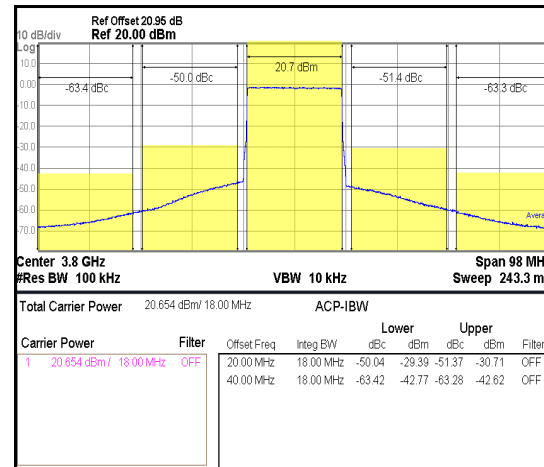 Ref Offset 20.95 dB
10 dB/div Ref 20.00 dBm
Log
10.0
0.00
-10.0
-20.0
-30.0
-40.0
-50.0
-60.0
-70.0
-63.4 dBc
-50.0 dBc
20.7 dBm
-51.4 dBc
-63.3 dBc
Avera
Center 3.8 GHz Span 98 MH
#Res BW 100 kHz VBW 10 kHz Sweep 243.3 m
Total Carrier Power 20.654 dBm/ 18.00 MHz ACP-IBW
Lower Upper
Carrier Power Filter Offset Freq Integ BW dBc dBm dBc dBm Filter
1 20.654 dBm / 18.00 MHz OFF 20.00 MHz 18.00 MHz -50.04 -29.39 -51.37 -30.71 OFF
40.00 MHz 18.00 MHz -63.42 -42.77 -63.28 -42.62 OFF